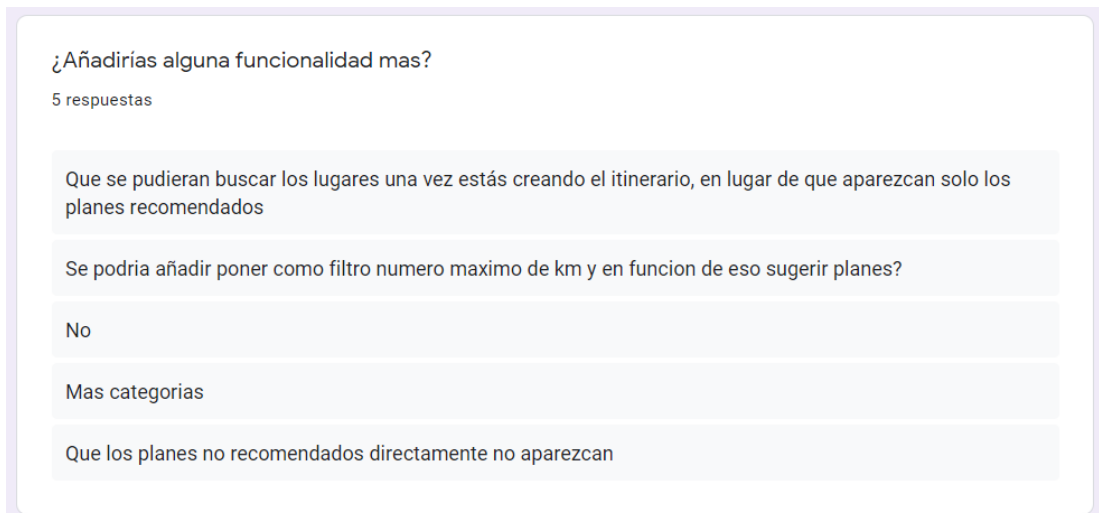 ¿Añadirías alguna funcionalidad mas?
5 respuestas
Que se pudieran buscar los lugares una vez estás creando el itinerario, en lugar de que aparezcan solo los
planes recomendados
Se podria añadir poner como filtro numero maximo de km y en funcion de eso sugerir planes?
No
Mas categorias
Que los planes no recomendados directamente no aparezcan